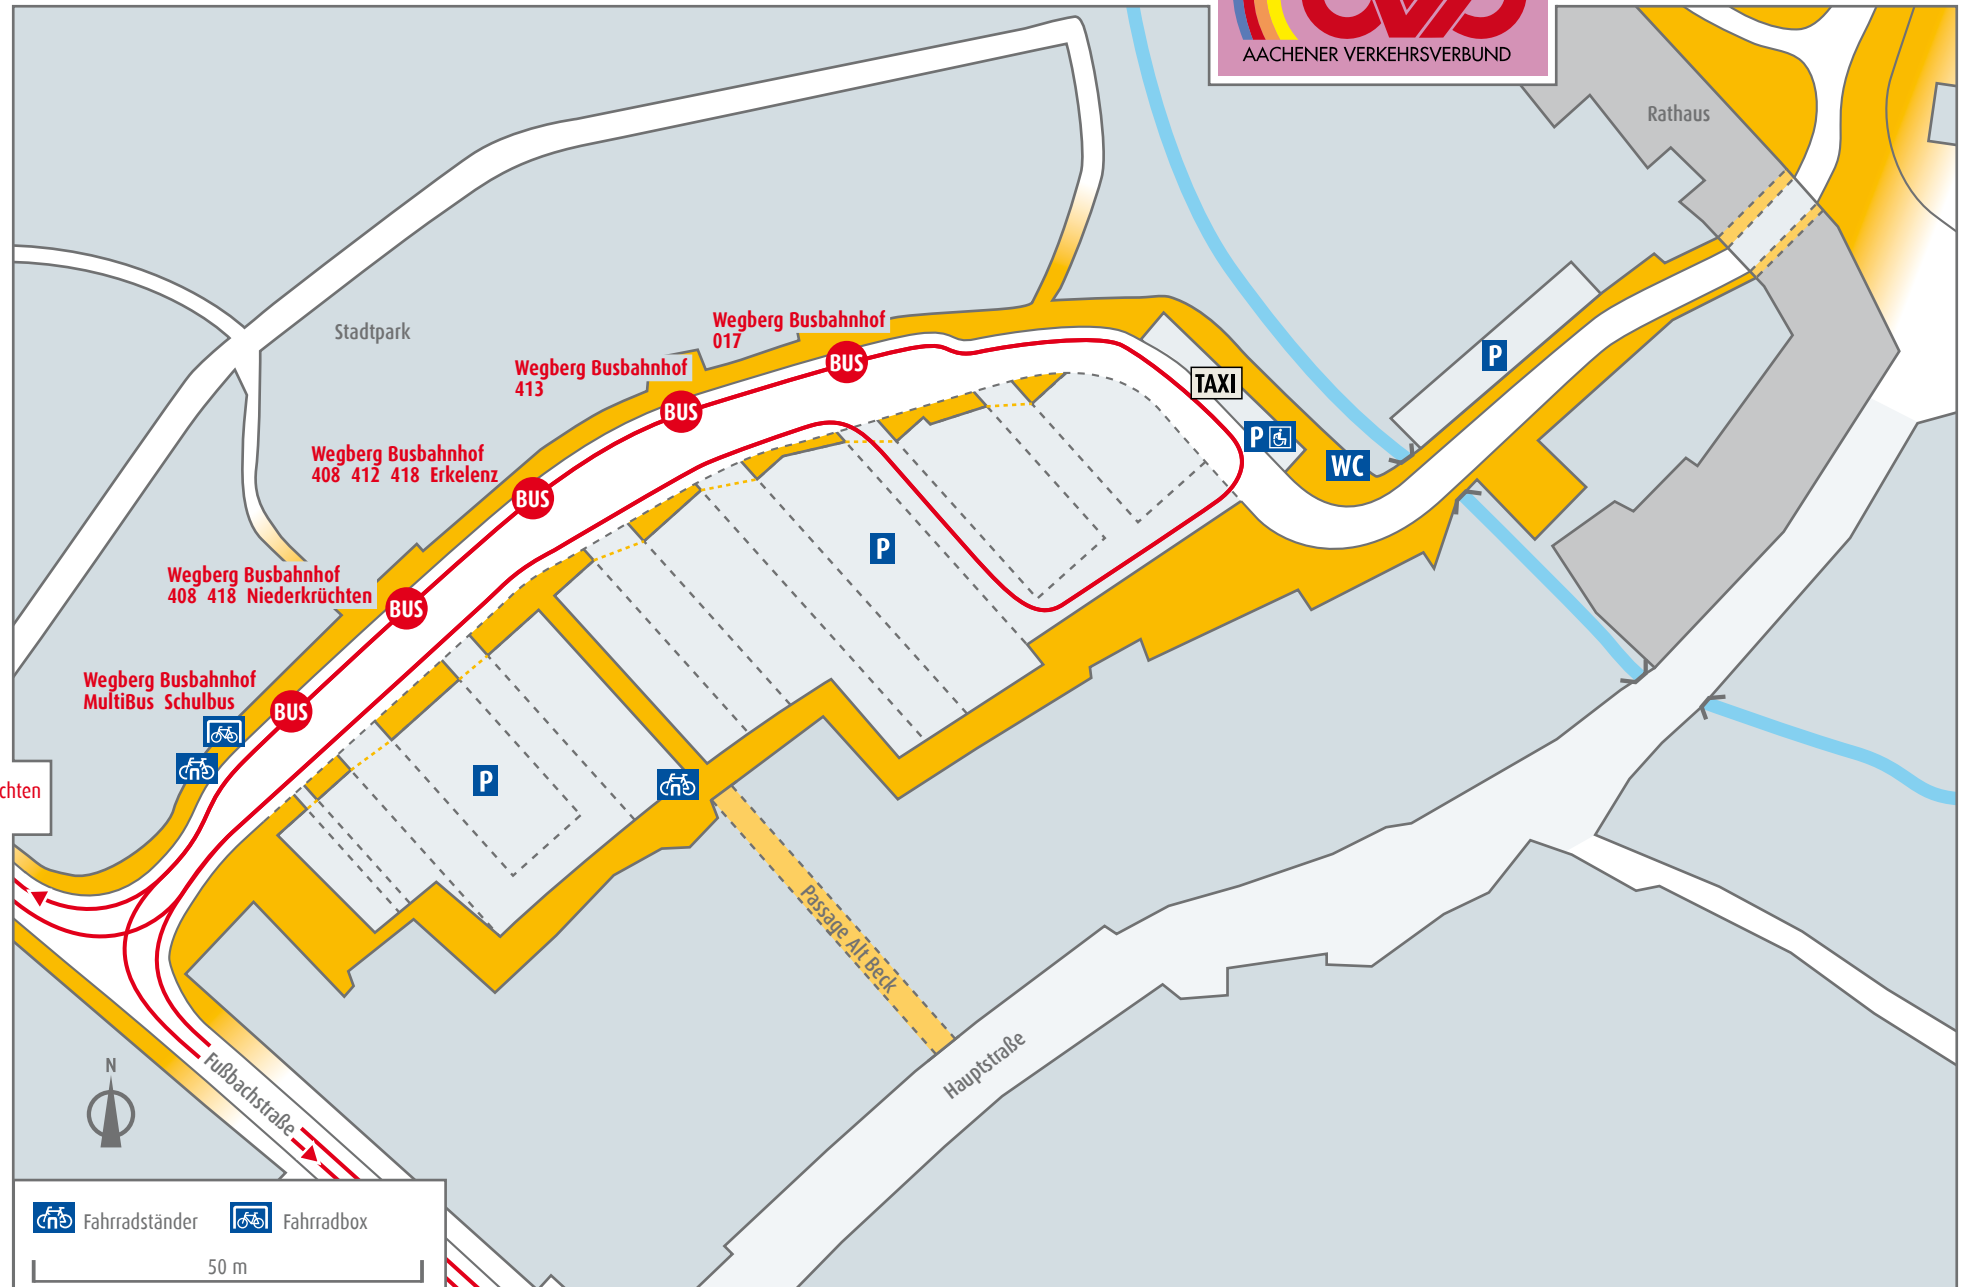 AACHENER VERKEHRSVERBUND
Rathaus
Stadtpark
Wegberg Busbahnhof
017
BUS
Wegberg Busbahnhof
413
BUS
P
TAXI
P
WC
Wegberg Busbahnhof
408 412 418 Erkelenz
BUS
P
Wegberg Busbahnhof
408 418 Niederkrüchten
BUS
Wegberg Busbahnhof
MultiBus Schulbus
BUS
P
chten
Passage Alt Beck
Hauptstraße
N
Fußbachstraße
Fahrradständer
Fahrradbox
50 m